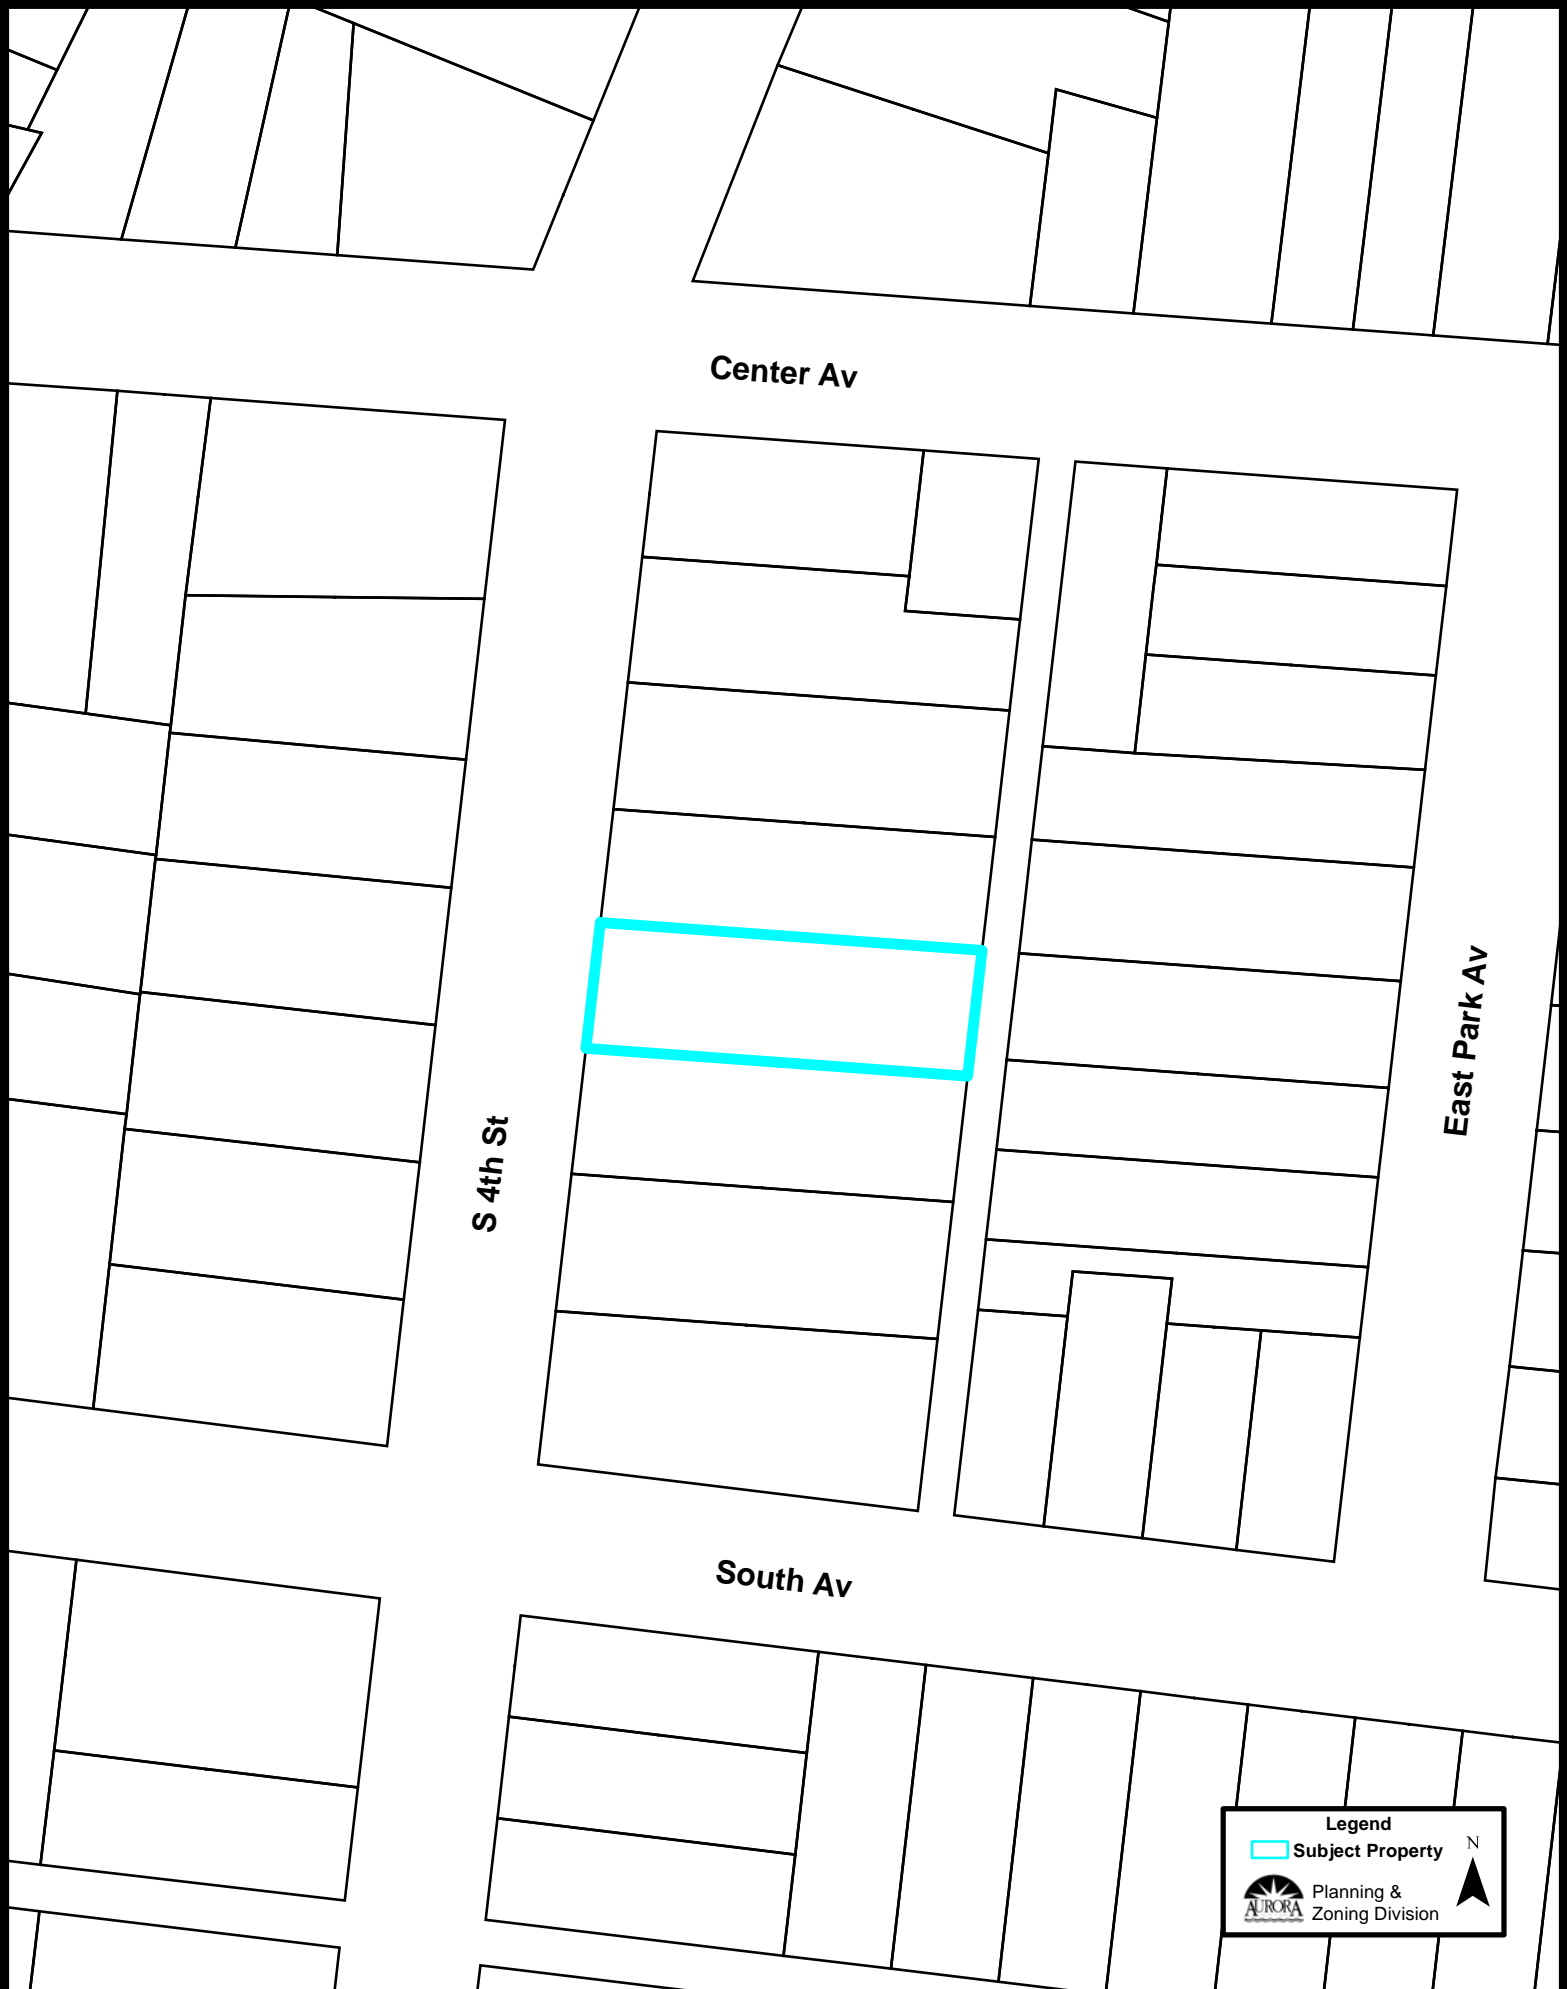 Center Av
East Park Av
S 4th St
South Av
Legend
Subject Property
N
AURORA
Planning &
Zoning Division